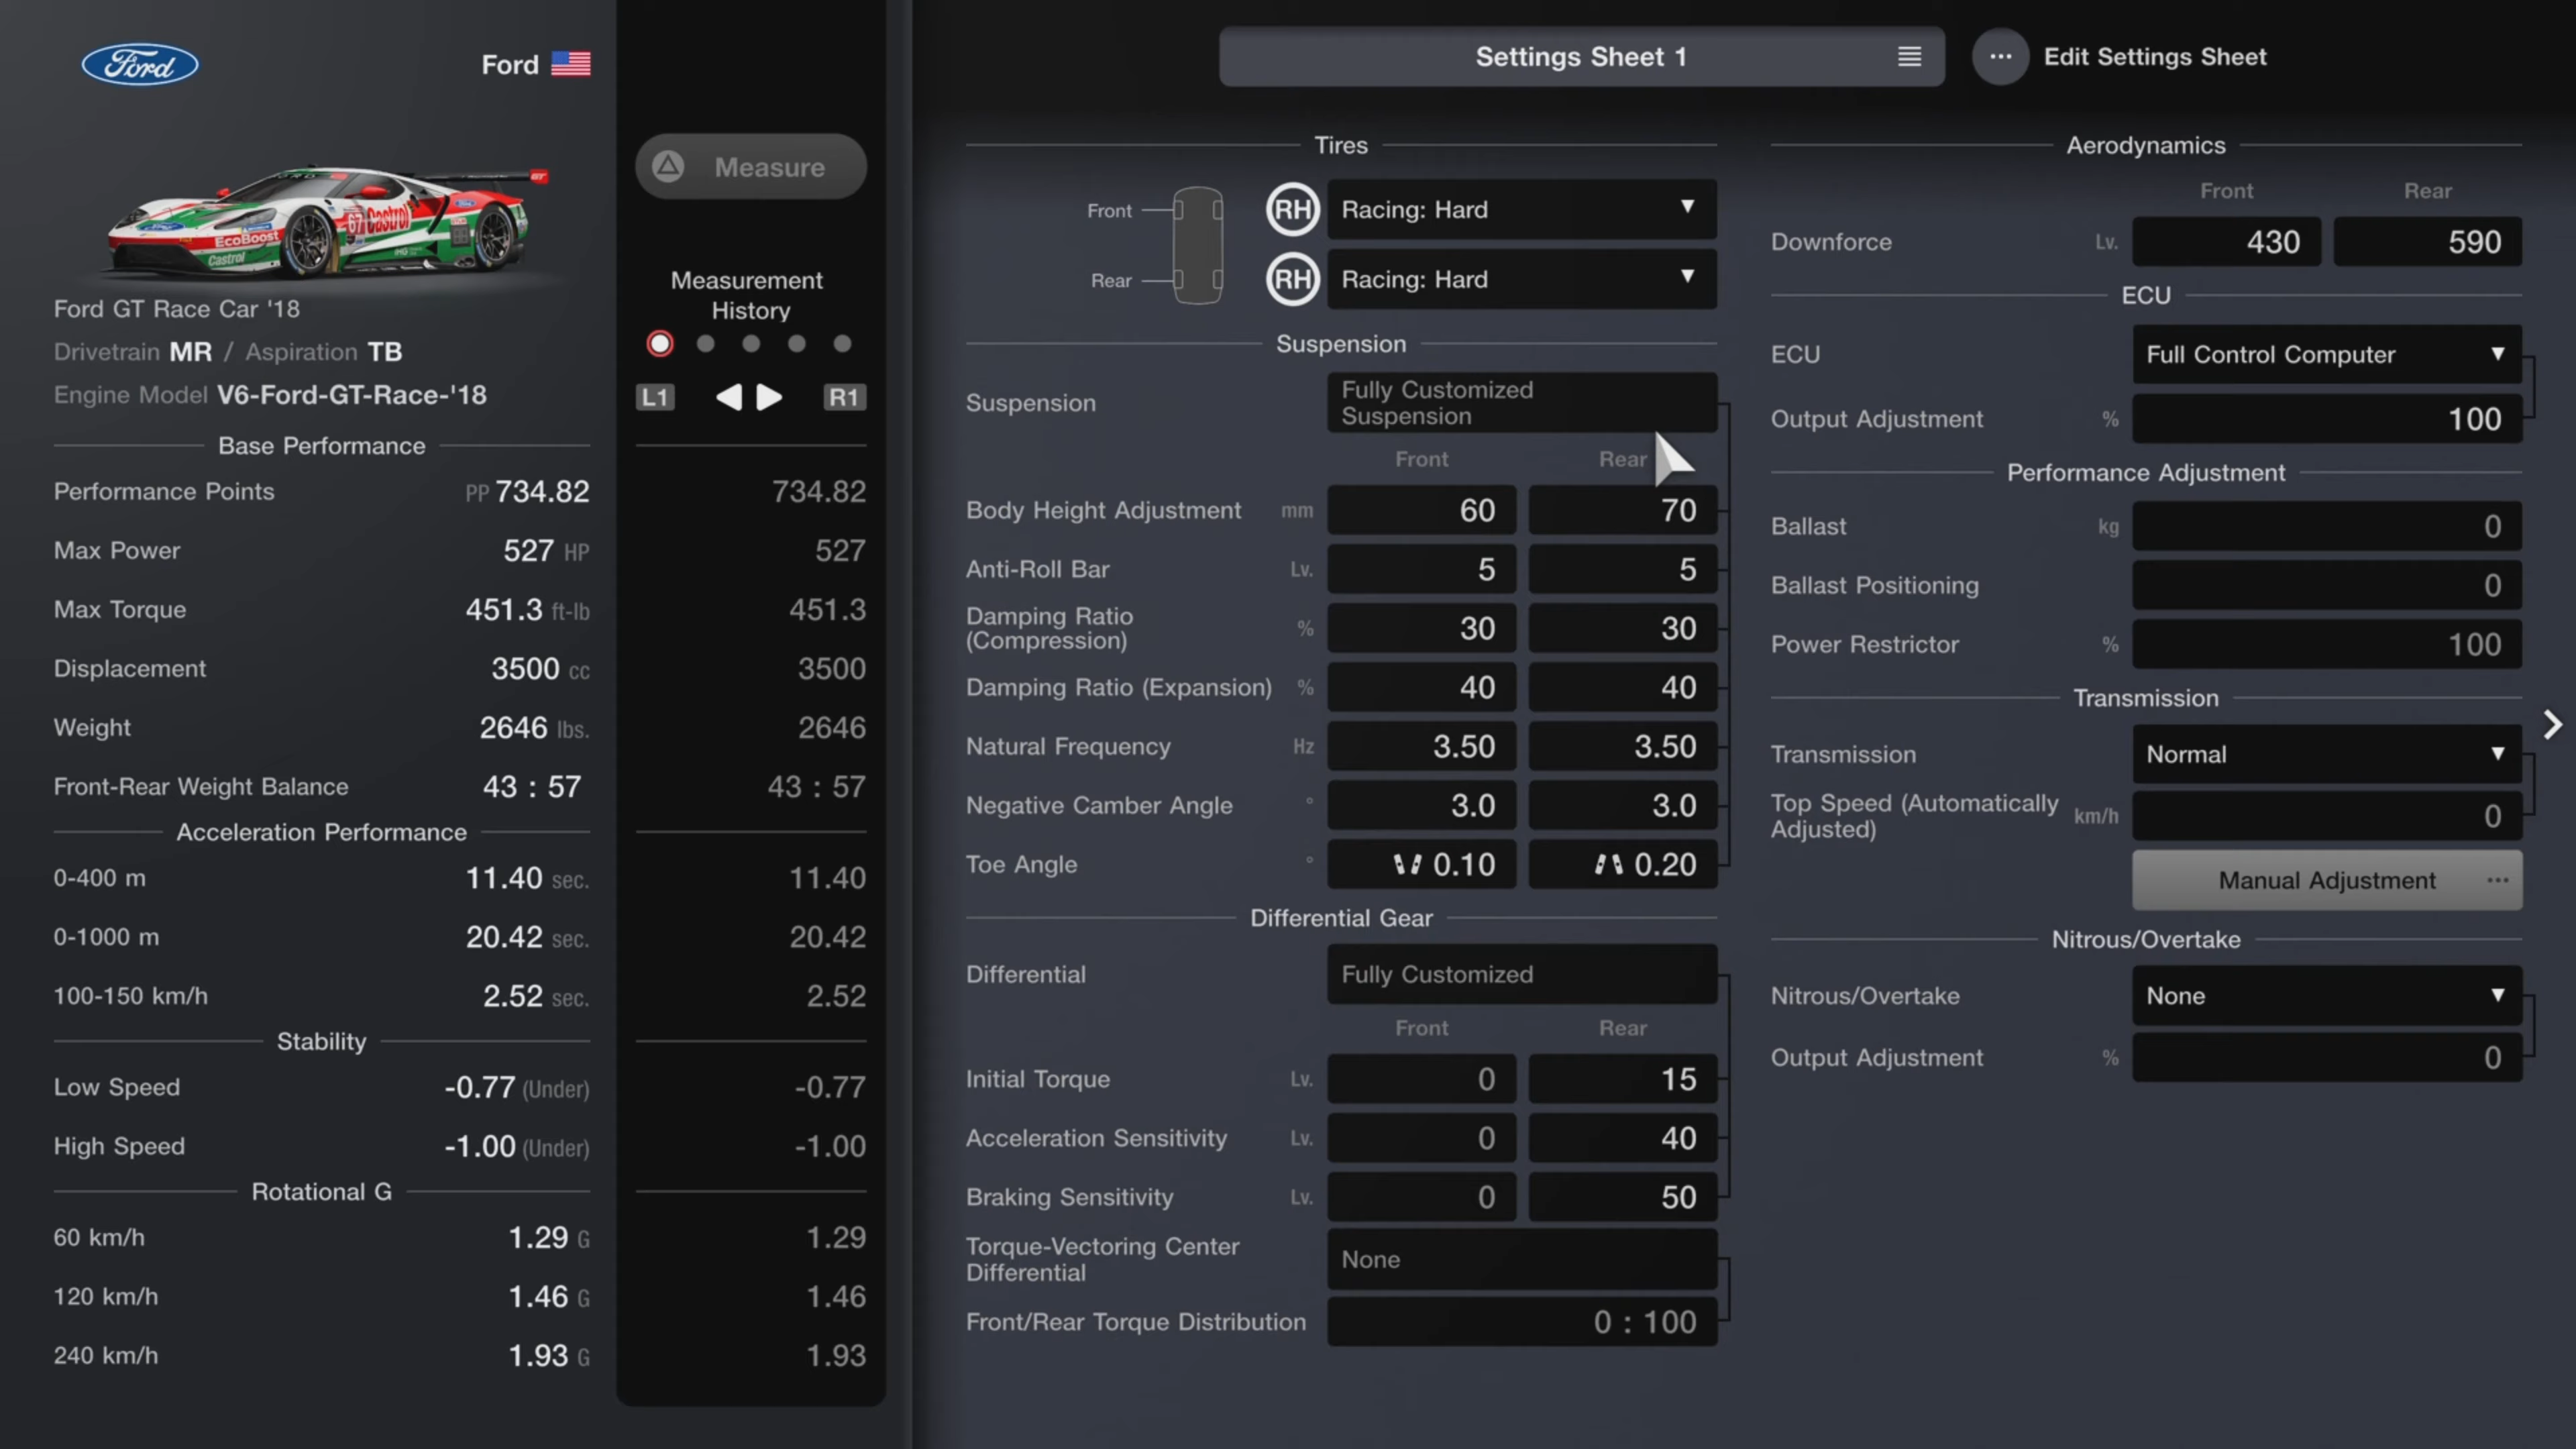 Ford
Ford
Ford GT Race Car '18
Drivetrain MR / Aspiration TB
Engine Model V6-Ford-GT-Race-'18
Base Performance
Performance Points PP 734.82
Max Power 527 HP
Max Torque 451.3 ft-lb
Displacement 3500 cc
Weight 2646 lbs.
Front-Rear Weight Balance 43 : 57
Acceleration Performance
0-400 m 11.40 sec.
0-1000 m 20.42 sec.
100-150 km/h 2.52 sec.
Stability
Low Speed -0.77 (Under)
High Speed -1.00 (Under)
Rotational G
60 km/h 1.29 G
120 km/h 1.46 G
240 km/h 1.93 G
67 Castrol
EcoBoost
Castrol
GT
Measure
Measurement
History
L1 R1
734.82
527
451.3
3500
2646
43 : 57
11.40
20.42
2.52
-0.77
-1.00
1.29
1.46
1.93
Settings Sheet 1
Edit Settings Sheet
Tires
Front RH Racing: Hard
Rear RH Racing: Hard
Suspension
Suspension Fully Customized
Suspension
Front Rear
Body Height Adjustment mm 60 70
Anti-Roll Bar Lv. 5 5
Damping Ratio
(Compression) % 30 30
Damping Ratio (Expansion) % 40 40
Natural Frequency Hz 3.50 3.50
Negative Camber Angle ° 3.0 3.0
Toe Angle ° 0.10 0.20
Differential Gear
Differential Fully Customized
Front Rear
Initial Torque Lv. 0 15
Acceleration Sensitivity Lv. 0 40
Braking Sensitivity Lv. 0 50
Torque-Vectoring Center
Differential None
Front/Rear Torque Distribution 0 : 100
Aerodynamics
Front Rear
Downforce Lv. 430 590
ECU
ECU Full Control Computer
Output Adjustment % 100
Performance Adjustment
Ballast kg 0
Ballast Positioning 0
Power Restrictor % 100
Transmission
Transmission Normal
Top Speed (Automatically
Adjusted) km/h 0
Manual Adjustment
Nitrous/Overtake
Nitrous/Overtake None
Output Adjustment % 0